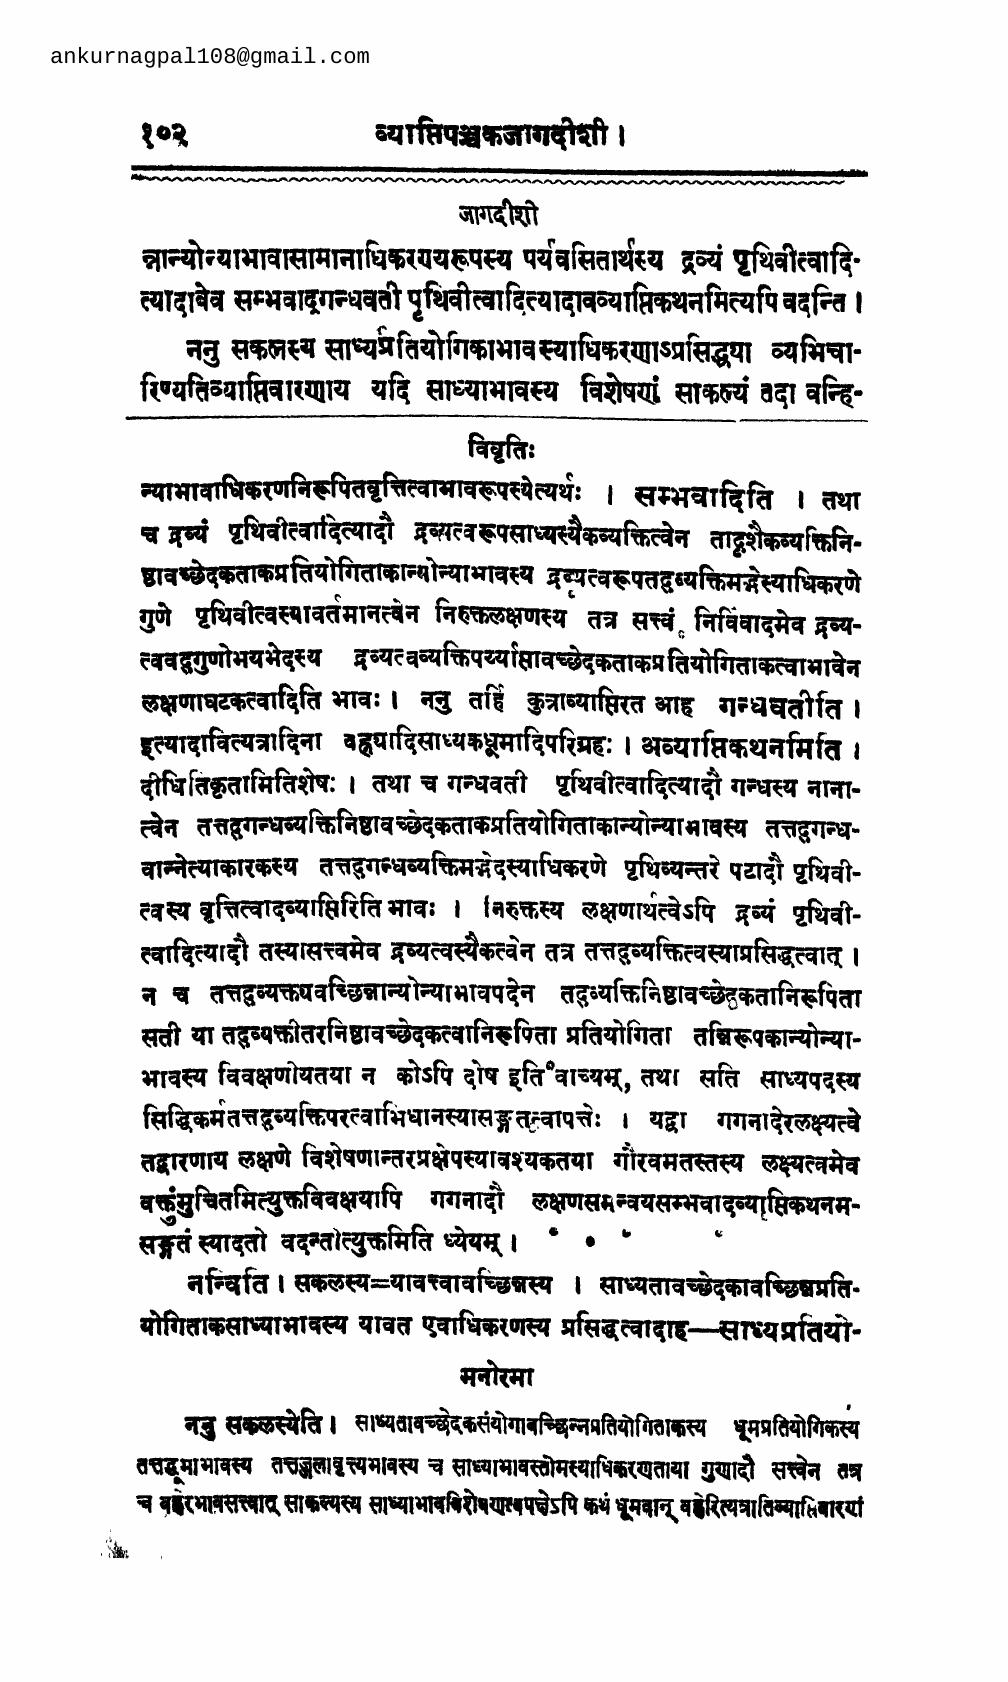 ankurnagpal108@gmail.com
१०२ व्याप्तिपञ्चकजागदीशी ।
जागदीशी
न्नान्योन्याभावासामानाधिकरण्यरूपस्य पर्यवसितार्थस्य द्रव्यं पृथिवीत्वादि-
त्यादावेव सम्भवाद्गन्धवती पृथिवीत्वादित्यादावव्याप्तिकथनमित्यपि वदन्ति ।
ननु सकलस्य साध्यप्रतियोगिकाभावस्याधिकरणाऽप्रसिद्ध्या व्यभिचा-
रिण्यतिव्याप्तिवारणाय यदि साध्याभावस्य विशेषणं साकल्यं तदा वन्हि-
विवृतिः
न्याभावाधिकरणनिरूपितवृत्तित्वाभावरूपस्येत्यर्थः । सम्भवादिति । तथा
च द्रव्यं पृथिवीत्वादित्यादौ द्रव्यत्वरूपसाध्यस्यैकव्यक्तित्वेन तादृशैकव्यक्तिनि-
ष्ठावच्छेदकताकप्रतियोगिताकान्योन्याभावस्य द्रव्यत्वरूपतद्व्यक्तिमद्भेदस्याधिकरणे
गुणे पृथिवीत्वस्यावर्तमानत्वेन निरुक्तलक्षणस्य तत्र सत्त्वं निर्विवादमेव द्रव्य-
त्ववद्गुणोभयभेदस्य द्रव्यत्वव्यक्तिपर्य्याप्तावच्छेदकताकप्रतियोगिताकत्वाभावेन
लक्षणाघटकत्वादिति भावः । ननु तर्हि कुत्राव्याप्तिरत आह गन्धवतीति ।
इत्यादावित्यत्रादिना वह्न्यादिसाध्यकधूमादिपरिग्रहः । अव्याप्तिकथनमिति ।
दीधितिकृतामितिशेषः । तथा च गन्धवती पृथिवीत्वादित्यादौ गन्धस्य नाना-
त्वेन तत्तद्गन्धव्यक्तिनिष्ठावच्छेदकताकप्रतियोगिताकान्योन्याभावस्य तत्तद्गन्ध-
वान्नेत्याकारकस्य तत्तद्गन्धव्यक्तिमद्भेदस्याधिकरणे पृथिव्यन्तरे पटादौ पृथिवी-
त्वस्य वृत्तित्वादव्याप्तिरिति भावः । निरुक्तस्य लक्षणार्थत्वेऽपि द्रव्यं पृथिवी-
त्वादित्यादौ तस्यासत्त्वमेव द्रव्यत्वस्यैकत्वेन तत्र तत्तद्व्यक्तित्वस्याप्रसिद्धत्वात् ।
न च तत्तद्व्यक्त्यवच्छिन्नान्योन्याभावपदेन तद्व्यक्तिनिष्ठावच्छेदकतानिरूपिता
सती या तद्व्यक्तीतरनिष्ठावच्छेदकत्वानिरूपिता प्रतियोगिता तन्निरूपकान्योन्या-
भावस्य विवक्षणीयतया न कोऽपि दोष इति वाच्यम्, तथा सति साध्यपदस्य
सिद्धिकर्मतत्तद्व्यक्तिपरत्वाभिधानस्यासङ्गतत्वापत्तेः । यद्वा गगनादेरलक्ष्यत्वे
तद्वारणाय लक्षणे विशेषणान्तरप्रक्षेपस्यावश्यकतया गौरवमतस्तस्य लक्ष्यत्वमेव
वक्तुमुचितमित्युक्तविवक्षयापि गगनादौ लक्षणसमन्वयसम्भवादव्याप्तिकथनम-
सङ्गतं स्यादतो वदन्तीत्युक्तमिति ध्येयम् ।
नन्विति । सकलस्य=यावत्त्वावच्छिन्नस्य । साध्यतावच्छेदकावच्छिन्नप्रति-
योगिताकसाध्याभावस्य यावत एवाधिकरणस्य प्रसिद्धत्वादाह—साध्यप्रतियो-
मनोरमा
ननु सकलस्येति । साध्यतावच्छेदकसंयोगावच्छिन्नप्रतियोगिताकस्य धूमप्रतियोगिकस्य
तत्तद्धूमाभावस्य तत्तज्जलावृत्त्यभावस्य च साध्याभावस्तोमस्याधिकरणताया गुणादौ सत्त्वेन तत्र
च वह्नेरभावसत्त्वात् साकल्यस्य साध्याभावविशेषणत्वपक्षेऽपि कथं धूमवान् वह्नेरित्यत्रातिव्याप्तिवारणं